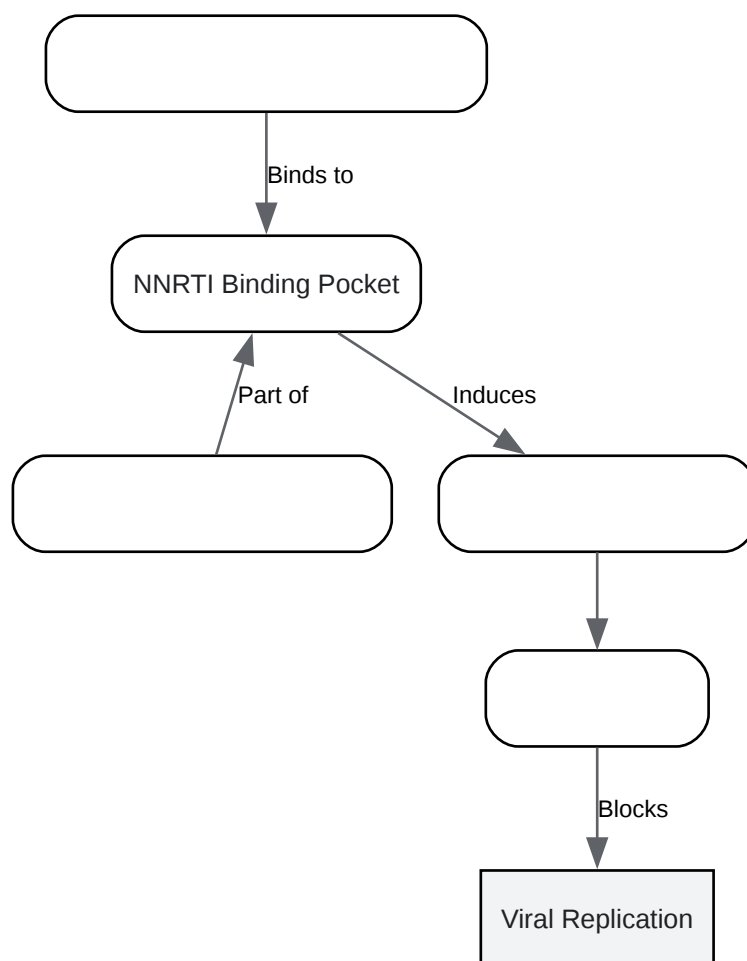 Binds to
NNRTI Binding Pocket
Part of
Induces
Blocks
Viral Replication